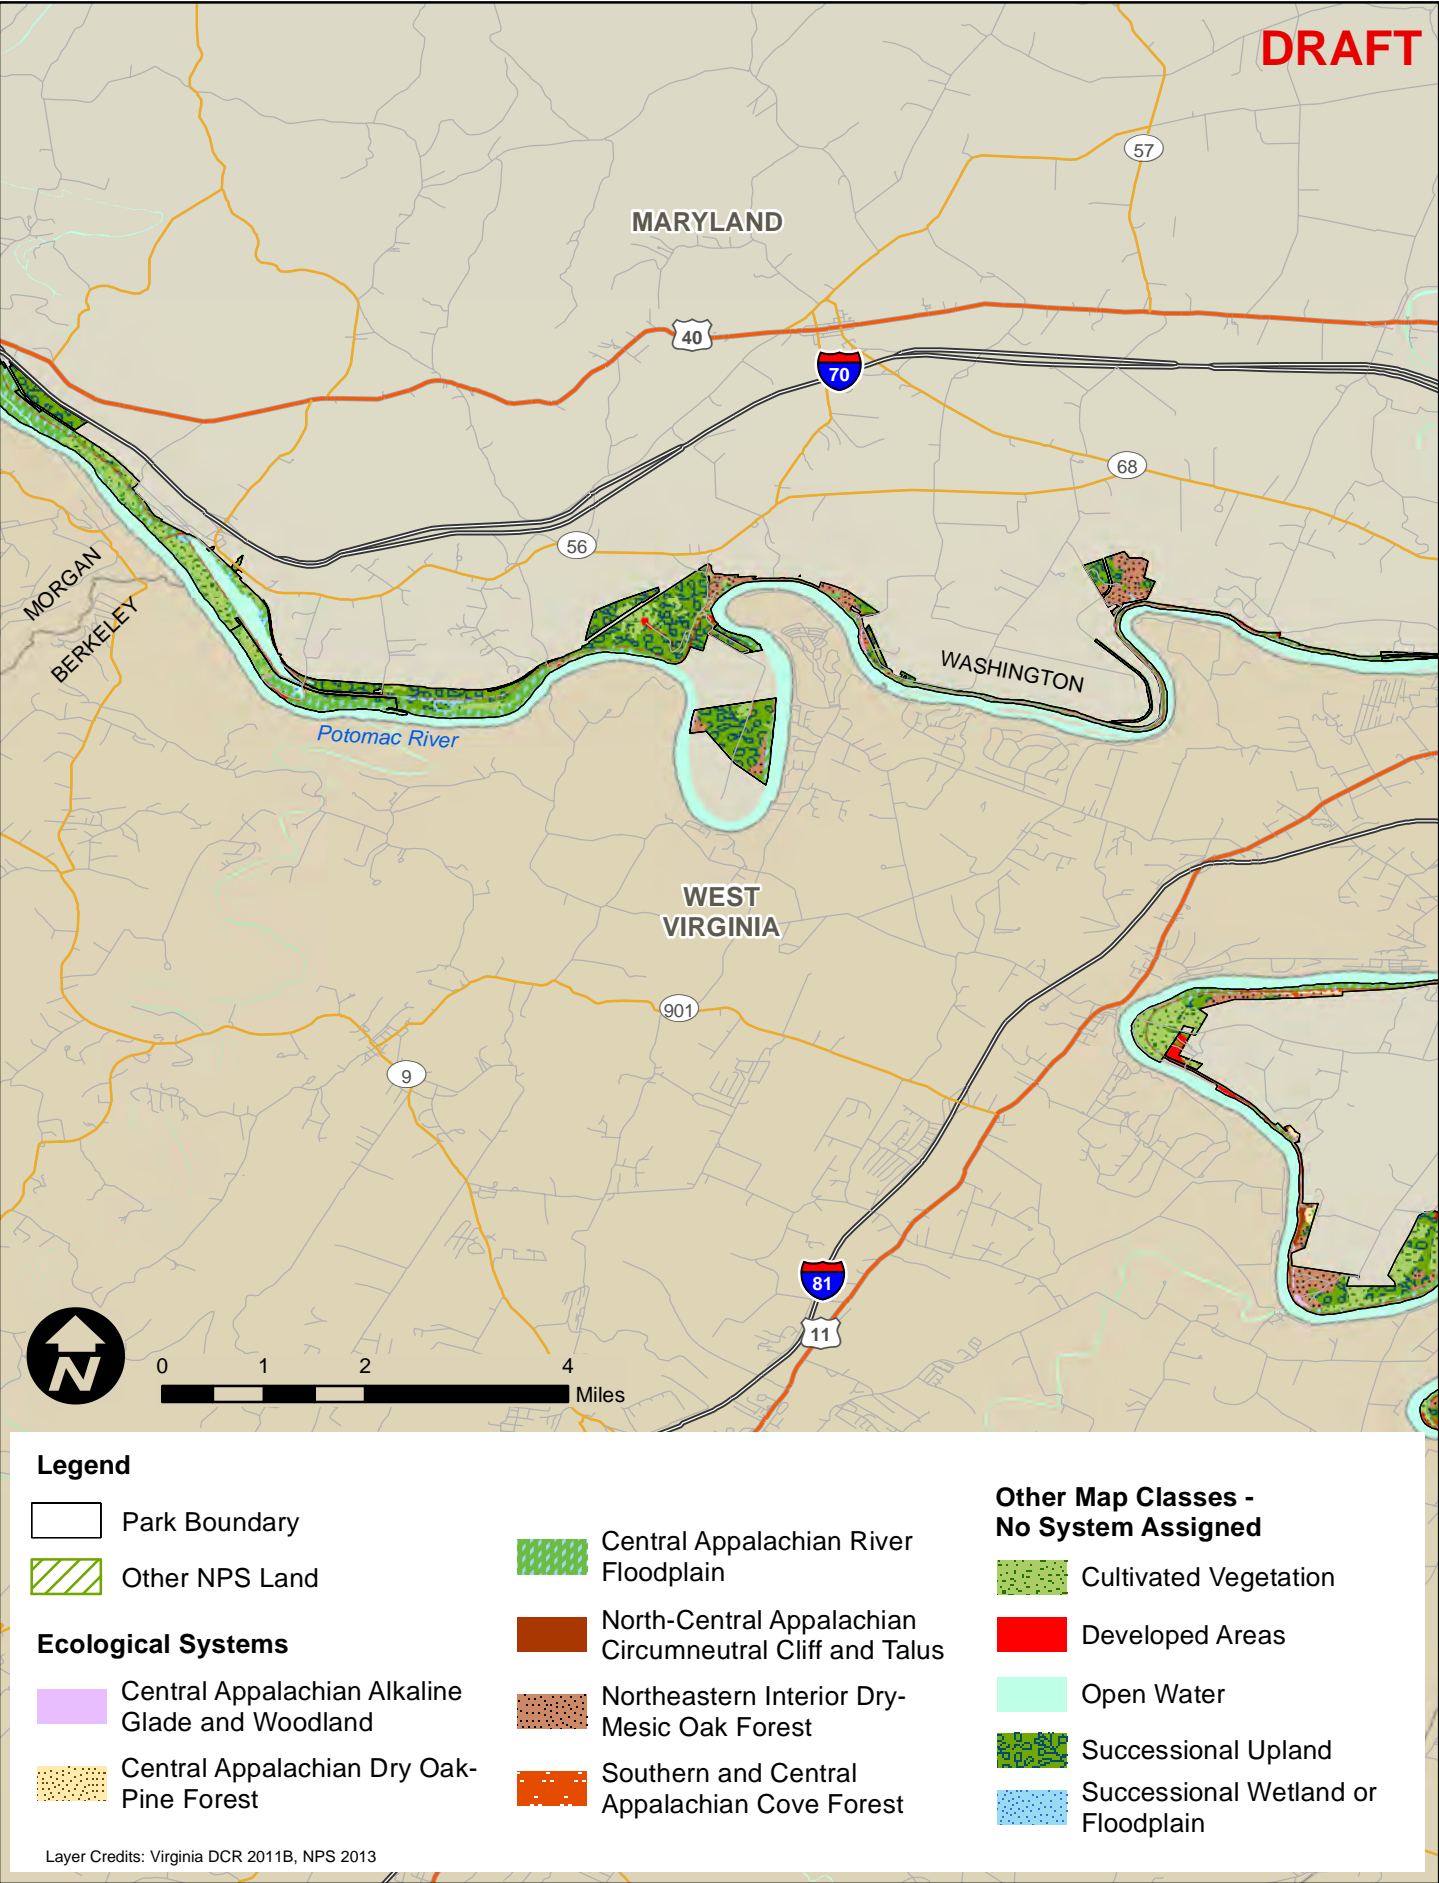 DRAFT
57
MARYLAND
40
70
68
56
MORGAN
BERKELEY
WASHINGTON
Potomac River
WEST
VIRGINIA
901
9
81
11
N
0 1 2 4
Miles
Legend
Park Boundary
Other NPS Land
Ecological Systems
Central Appalachian Alkaline
Glade and Woodland
Central Appalachian Dry Oak-
Pine Forest
Central Appalachian River
Floodplain
North-Central Appalachian
Circumneutral Cliff and Talus
Northeastern Interior Dry-
Mesic Oak Forest
Southern and Central
Appalachian Cove Forest
Other Map Classes -
No System Assigned
Cultivated Vegetation
Developed Areas
Open Water
Successional Upland
Successional Wetland or
Floodplain
Layer Credits: Virginia DCR 2011B, NPS 2013